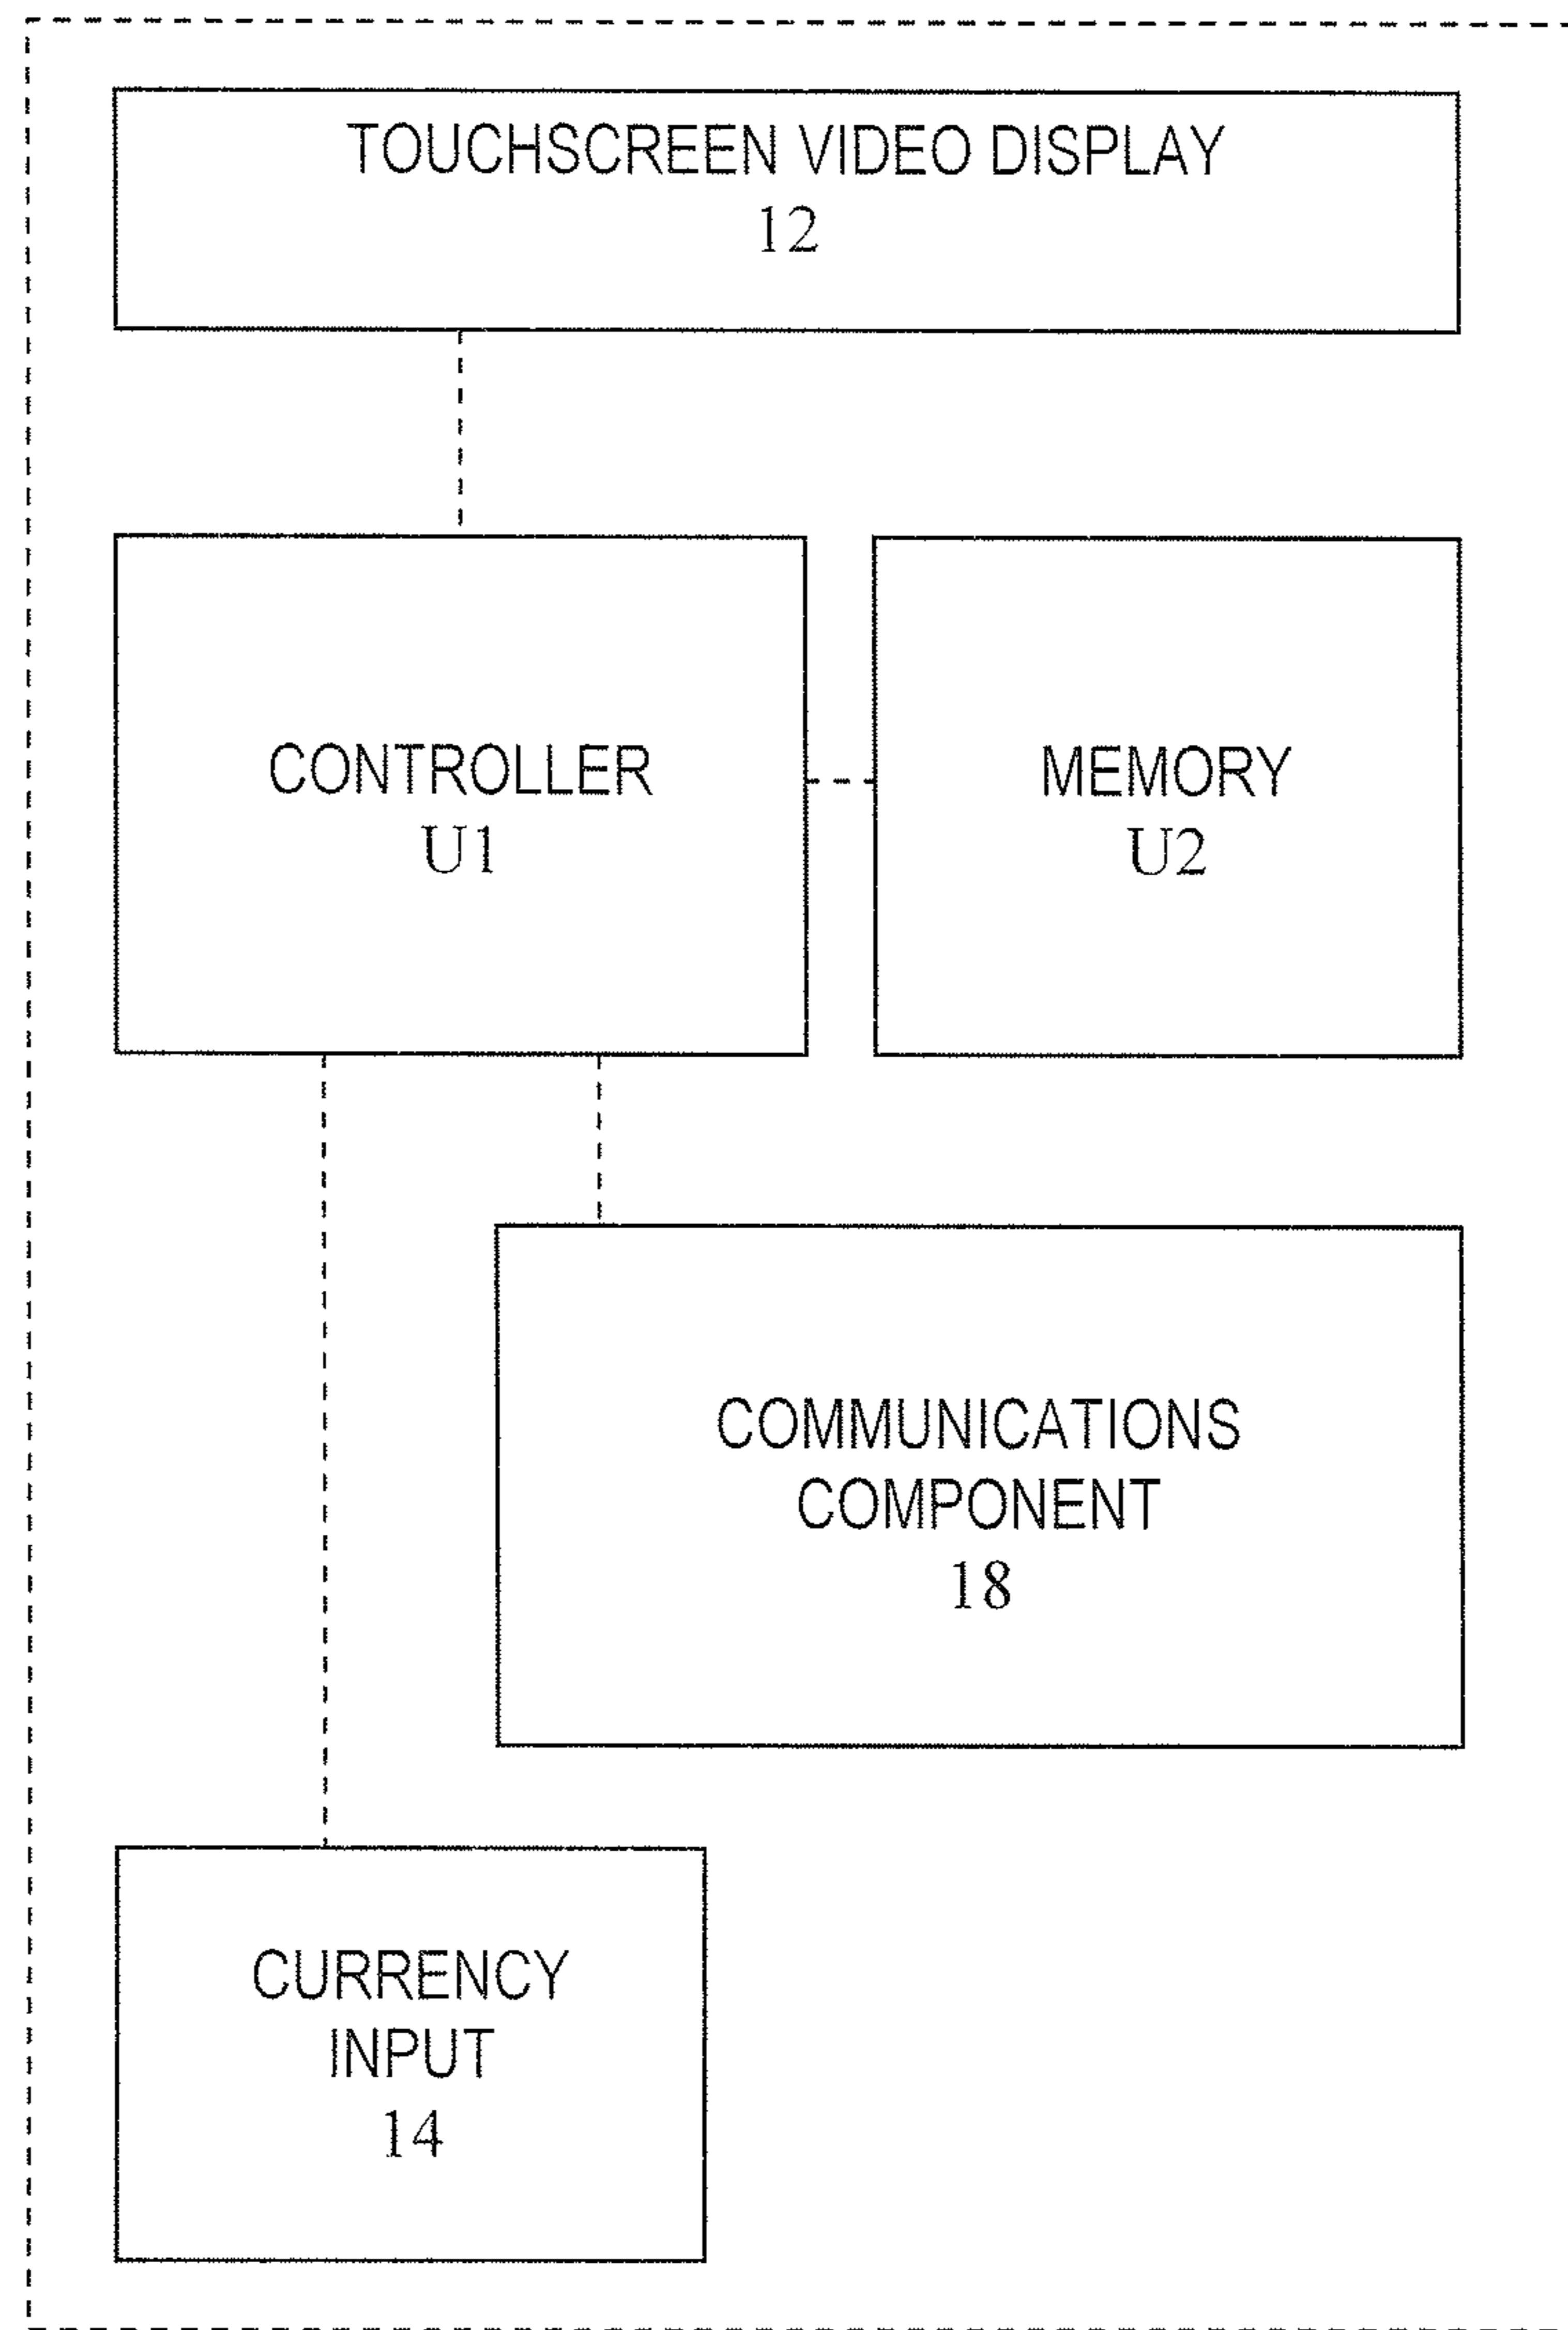 TOUCHSCREEN VIDEO DISPLAY
12
CONTROLLER
U1
MEMORY
U2
COMMUNICATIONS
COMPONENT
18
CURRENCY
INPUT
14